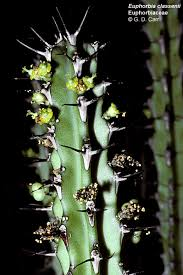 Euphorbia classenii
Euphorbiaceae
© G. D. Carr